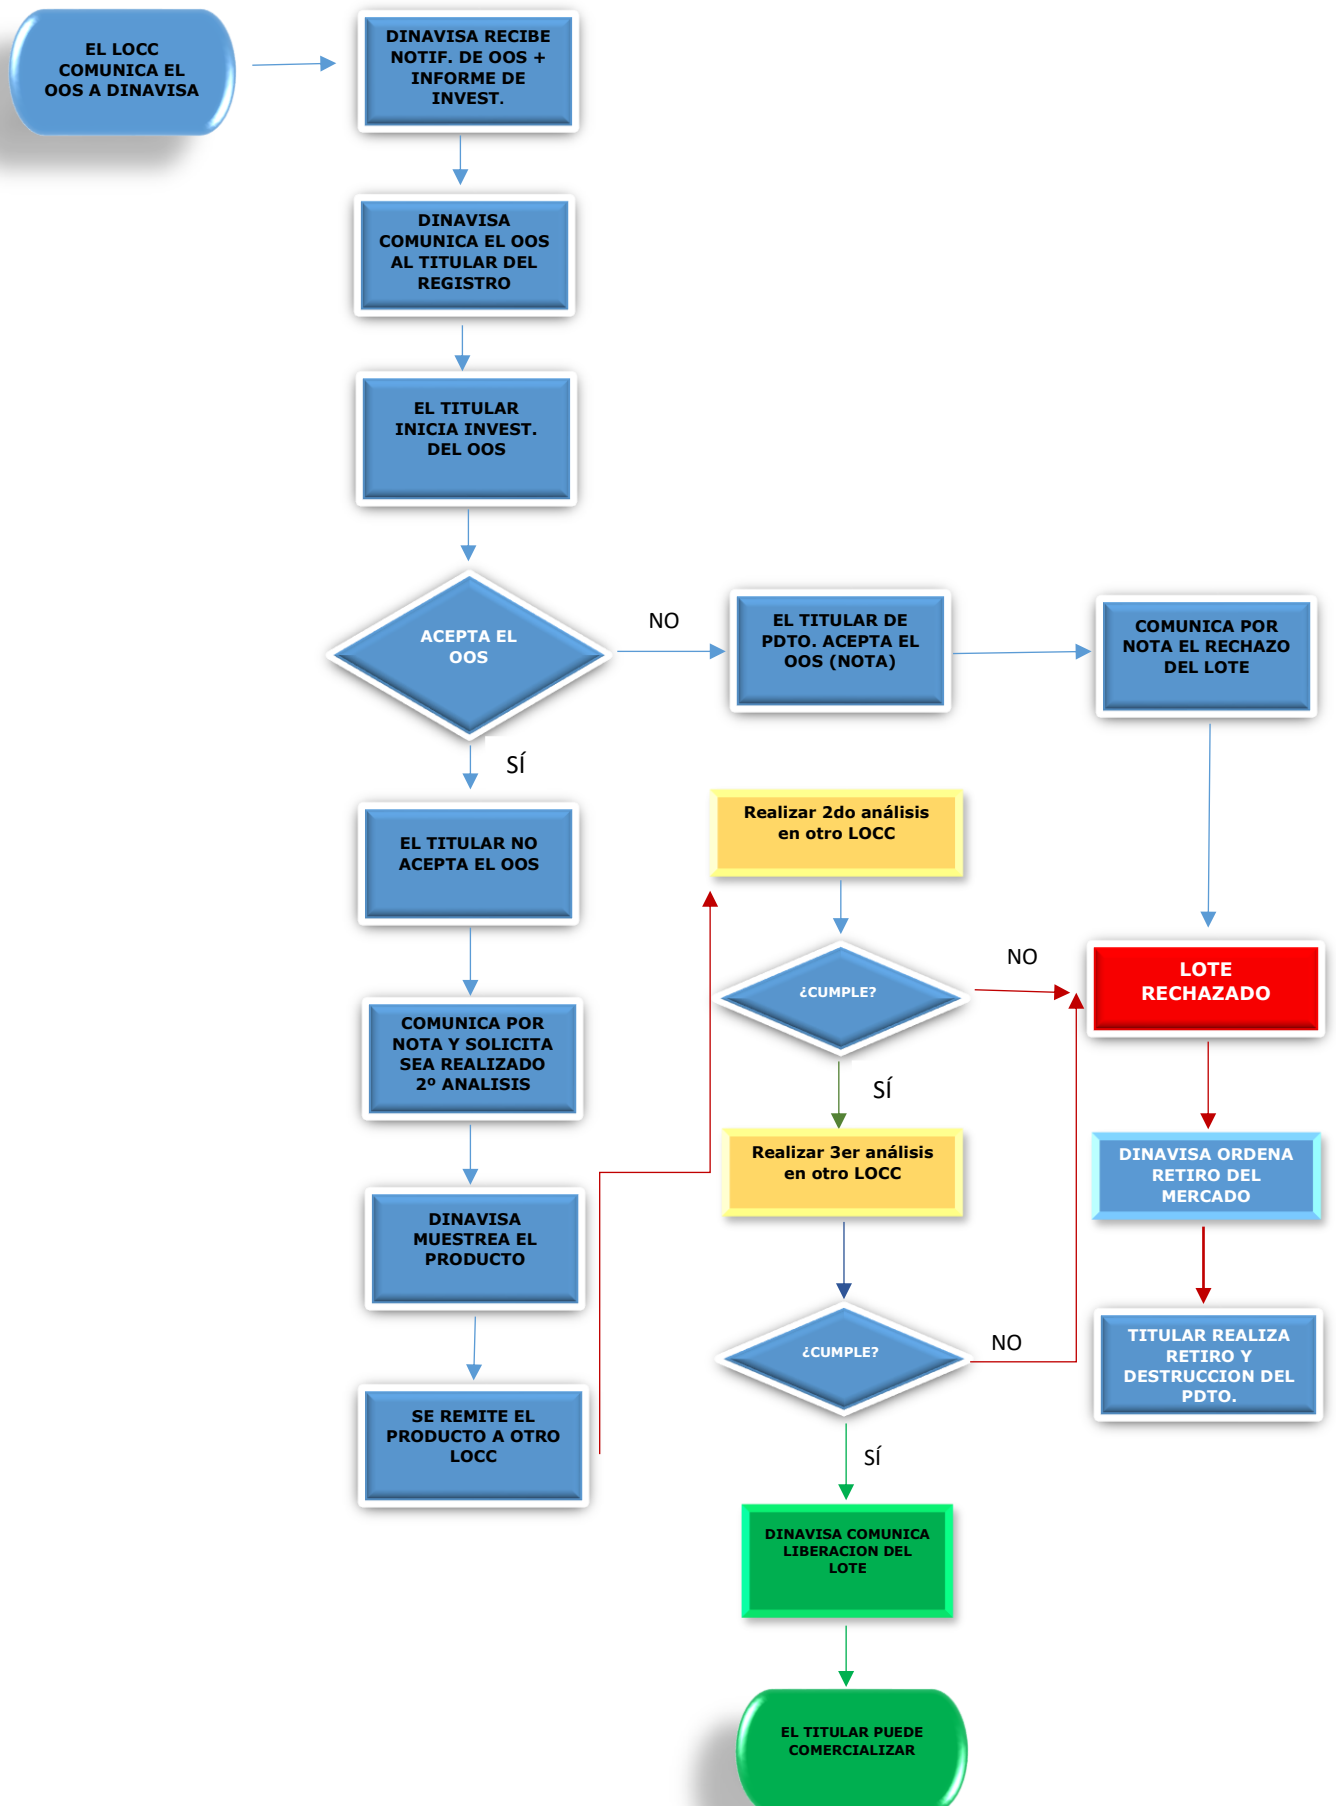 EL LOCC
COMUNICA EL
OOS A DINAVISA
DINAVISA RECIBE
NOTIF. DE OOS +
INFORME DE
INVEST.
DINAVISA
COMUNICA EL OOS
AL TITULAR DEL
REGISTRO
EL TITULAR
INICIA INVEST.
DEL OOS
ACEPTA EL
OOS
NO
EL TITULAR DE
PDTO. ACEPTA EL
OOS (NOTA)
COMUNICA POR
NOTA EL RECHAZO
DEL LOTE
SÍ
EL TITULAR NO
ACEPTA EL OOS
COMUNICA POR
NOTA Y SOLICITA
SEA REALIZADO
2º ANALISIS
DINAVISA
MUESTREA EL
PRODUCTO
SE REMITE EL
PRODUCTO A OTRO
LOCC
Realizar 2do análisis
en otro LOCC
¿CUMPLE?
NO
SÍ
Realizar 3er análisis
en otro LOCC
¿CUMPLE?
NO
SÍ
DINAVISA COMUNICA
LIBERACION DEL
LOTE
EL TITULAR PUEDE
COMERCIALIZAR
LOTE
RECHAZADO
DINAVISA ORDENA
RETIRO DEL
MERCADO
TITULAR REALIZA
RETIRO Y
DESTRUCCION DEL
PDTO.